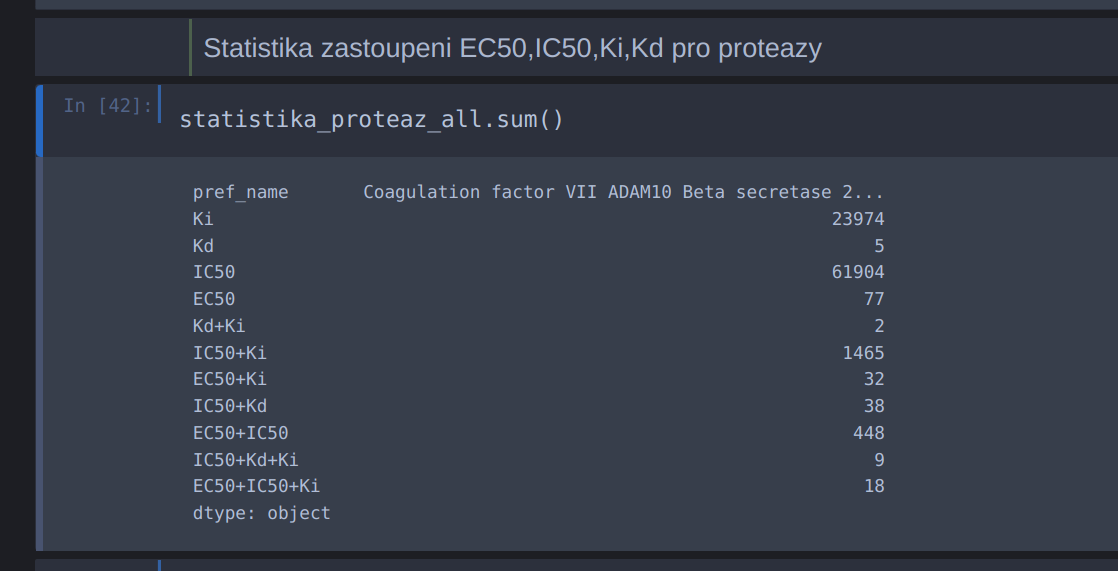 Statistika zastoupeni EC50,IC50,Ki,Kd pro proteazy
In [42]: statistika_proteaz_all.sum()
pref_name Coagulation factor VII ADAM10 Beta secretase 2...
Ki 23974
Kd 5
IC50 61904
EC50 77
Kd+Ki 2
IC50+Ki 1465
EC50+Ki 32
IC50+Kd 38
EC50+IC50 448
IC50+Kd+Ki 9
EC50+IC50+Ki 18
dtype: object